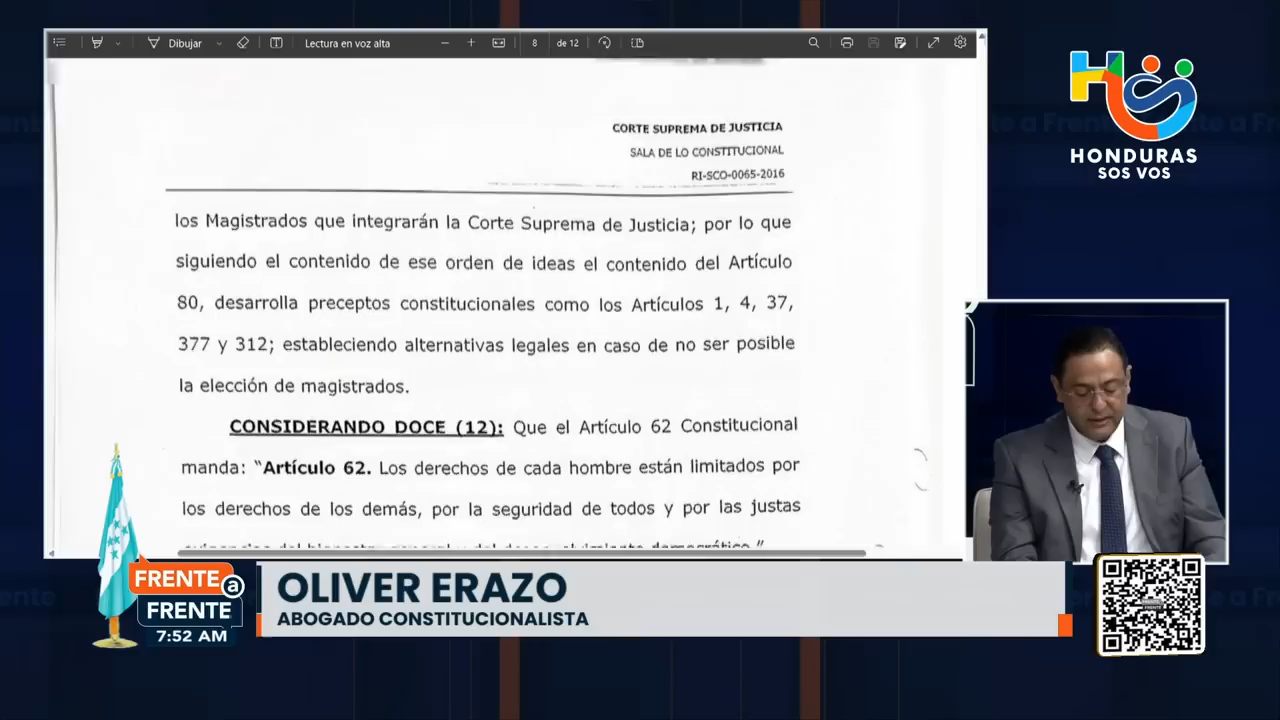 Dibujar
Lectura en voz alta
8
de 12
CORTE SUPREMA DE JUSTICIA
SALA DE LO CONSTITUCIONAL
RI-SCO-0065-2016
los Magistrados que integrarán la Corte Suprema de Justicia; por lo que
siguiendo el contenido de ese orden de ideas el contenido del Artículo
80, desarrolla preceptos constitucionales como los Artículos 1, 4, 37,
377 y 312; estableciendo alternativas legales en caso de no ser posible
la elección de magistrados.
CONSIDERANDO DOCE (12): Que el Artículo 62 Constitucional
manda: “Artículo 62. Los derechos de cada hombre están limitados por
los derechos de los demás, por la seguridad de todos y por las justas
HONDURAS
SOS VOS
FRENTE a
FRENTE
7:52 AM
OLIVER ERAZO
ABOGADO CONSTITUCIONALISTA